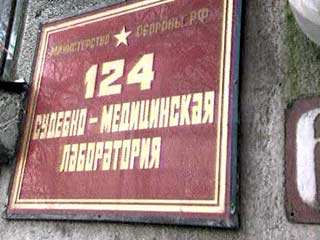 МИНИСТЕРСТВО ОБОРОНЫ РФ
124
СУДЕБНО - МЕДИЦИНСКАЯ
ЛАБОРАТОРИЯ